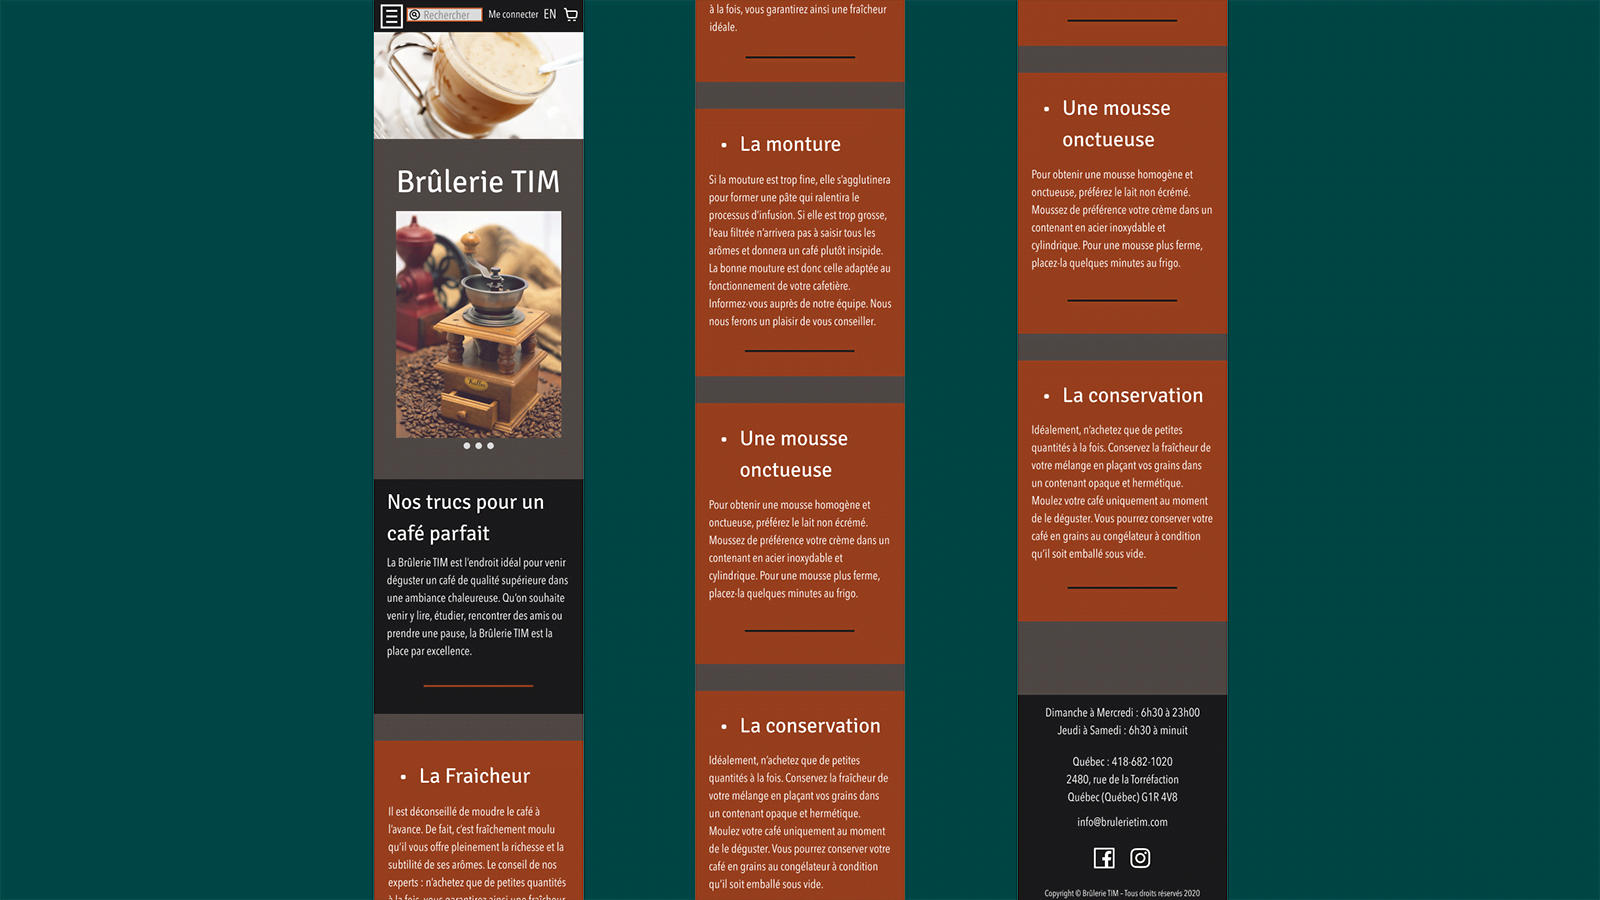 Rechercher
Me connecter
EN
Brûlerie TIM
Nos trucs pour un
café parfait
La Brûlerie TIM est l'endroit idéal pour venir
déguster un café de qualité supérieure dans
une ambiance chaleureuse. Qu'on souhaite
venir y lire, étudier, rencontrer des amis ou
prendre une pause, la Brûlerie TIM est la
place par excellence.
• La Fraicheur
Il est déconseillé de moudre le café à
l'avance. De fait, c'est fraîchement moulu
qu'il vous offre pleinement la richesse et la
subtilité de ses arômes. Le conseil de nos
experts : n'achetez que de petites quantités
à la fois, vous garantirez ainsi une fraîcheur
à la fois, vous garantirez ainsi une fraîcheur
idéale.
• La monture
Si la mouture est trop fine, elle s'agglutinera
pour former une pâte qui ralentira le
processus d'infusion. Si elle est trop grosse,
l'eau filtrée n'arrivera pas à saisir tous les
arômes et donnera un café plutôt insipide.
La bonne mouture est donc celle adaptée au
fonctionnement de votre cafetière.
Informez-vous auprès de notre équipe. Nous
nous ferons un plaisir de vous conseiller.
• Une mousse
onctueuse
Pour obtenir une mousse homogène et
onctueuse, préférez le lait non écrémé.
Moussez de préférence votre crème dans un
contenant en acier inoxydable et
cylindrique. Pour une mousse plus ferme,
placez-la quelques minutes au frigo.
• La conservation
Idéalement, n'achetez que de petites
quantités à la fois. Conservez la fraîcheur de
votre mélange en plaçant vos grains dans
un contenant opaque et hermétique.
Moulez votre café uniquement au moment
de le déguster. Vous pourrez conserver votre
café en grains au congélateur à condition
qu'il soit emballé sous vide.
• Une mousse
onctueuse
Pour obtenir une mousse homogène et
onctueuse, préférez le lait non écrémé.
Moussez de préférence votre crème dans un
contenant en acier inoxydable et
cylindrique. Pour une mousse plus ferme,
placez-la quelques minutes au frigo.
• La conservation
Idéalement, n'achetez que de petites
quantités à la fois. Conservez la fraîcheur de
votre mélange en plaçant vos grains dans
un contenant opaque et hermétique.
Moulez votre café uniquement au moment
de le déguster. Vous pourrez conserver votre
café en grains au congélateur à condition
qu'il soit emballé sous vide.
Dimanche à Mercredi : 6h30 à 23h00
Jeudi à Samedi : 6h30 à minuit
Québec : 418-682-1020
2480, rue de la Torréfaction
Québec (Québec) G1R 4V8
info@brulerietim.com
Copyright © Brûlerie TIM - Tous droits réservés 2020